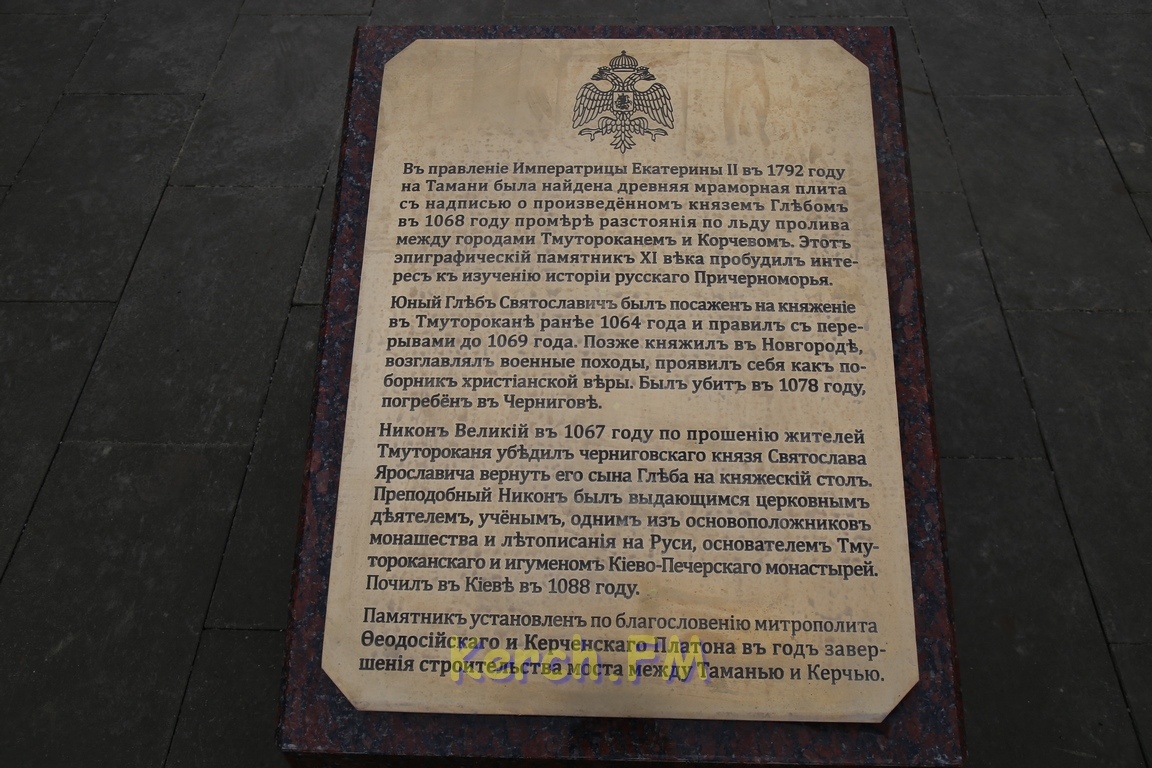 Въ правленіе Императрицы Екатерины II въ 1792 году
на Тамани была найдена древняя мраморная плита
съ надписью о произведённомъ княземъ Глѣбомъ
въ 1068 году промѣрѣ разстоянія по льду пролива
между городами Тмутороканемъ и Корчевомъ. Этотъ
эпиграфическій памятникъ XI вѣка пробудилъ инте-
ресъ къ изученію исторіи русскаго Причерноморья.
Юный Глѣбъ Святославичъ былъ посаженъ на княженіе
въ Тмутороканѣ ранѣе 1064 года и правилъ съ пере-
рывами до 1069 года. Позже княжилъ въ Новгородѣ,
возглавлялъ военные походы, проявилъ себя какъ по-
борникъ христіанской вѣры. Былъ убитъ въ 1078 году,
погребёнъ въ Черниговѣ.
Никонъ Великій въ 1067 году по прошенію жителей
Тмутороканя убѣдилъ черниговскаго князя Святослава
Ярославича вернуть его сына Глѣба на княжескій столъ.
Преподобный Никонъ былъ выдающимся церковнымъ
дѣятелемъ, учёнымъ, однимъ изъ основоположниковъ
монашества и лѣтописанія на Руси, основателемъ Тму-
тороканскаго и игуменомъ Кіево-Печерскаго монастырей.
Почилъ въ Кіевѣ въ 1088 году.
Памятникъ установленъ по благословенію митрополита
Ѳеодосійскаго и Керченскаго Платона въ годъ завер-
шенія строительства моста между Таманью и Керчью.
Kerch.FM